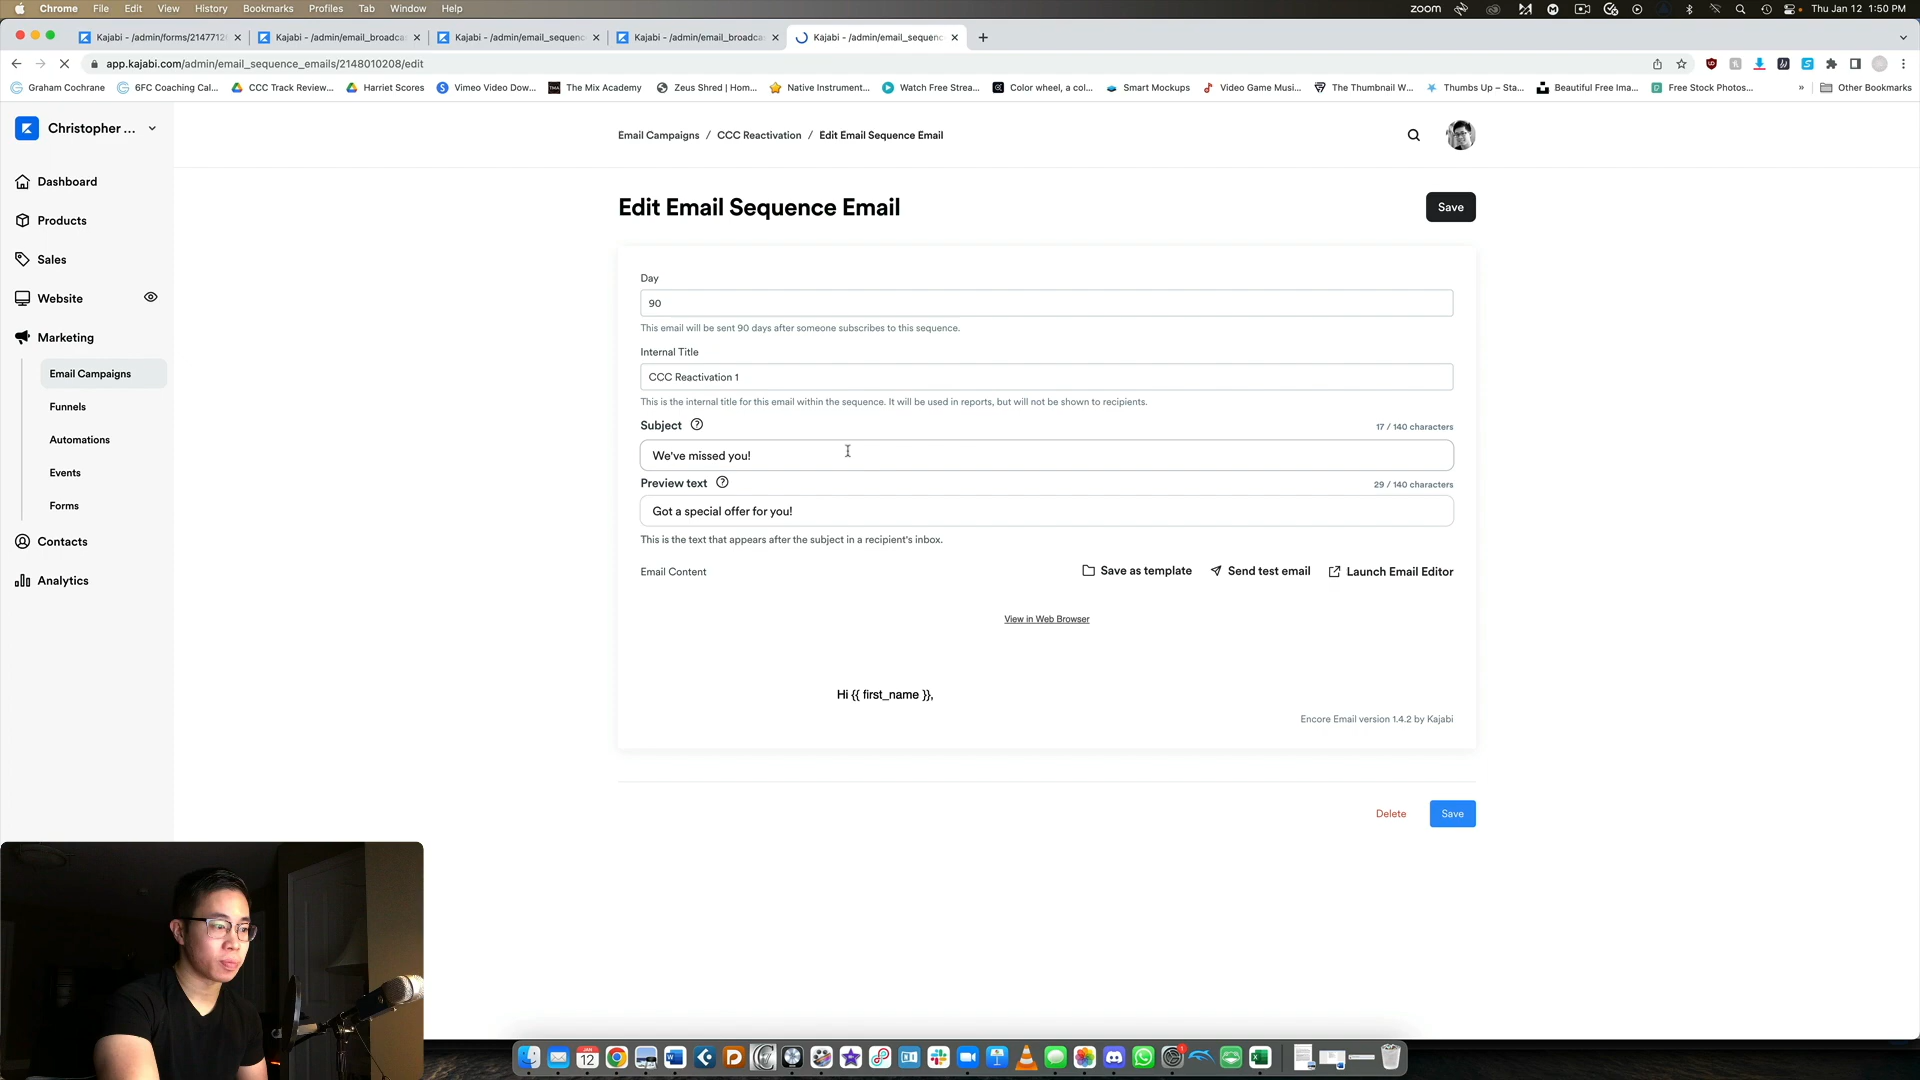 Chrome File Edit View History Bookmarks Profiles Tab Window Help
zoom Thu Jan 12 1:50 PM
Kajabi - /admin/forms/2147712
Kajabi - /admin/email_broadca
Kajabi - /admin/email_sequenc
Kajabi - /admin/email_broadca
Kajabi - /admin/email_sequenc
app.kajabi.com/admin/email_sequence_emails/2148010208/edit
Graham Cochrane
6FC Coaching Cal...
CCC Track Review...
Harriet Scores
Vimeo Video Dow...
The Mix Academy
Zeus Shred | Hom...
Native Instrument...
Watch Free Strea...
Color wheel, a col...
Smart Mockups
Video Game Musi...
The Thumbnail W...
Thumbs Up – Sta...
Beautiful Free Ima...
Free Stock Photos...
» Other Bookmarks
Christopher ...
Dashboard
Products
Sales
Website
Marketing
Email Campaigns
Funnels
Automations
Events
Forms
Contacts
Analytics
Email Campaigns / CCC Reactivation / Edit Email Sequence Email
Edit Email Sequence Email
Save
Day
90
This email will be sent 90 days after someone subscribes to this sequence.
Internal Title
CCC Reactivation 1
This is the internal title for this email within the sequence. It will be used in reports, but will not be shown to recipients.
Subject
17 / 140 characters
We've missed you!
Preview text
29 / 140 characters
Got a special offer for you!
This is the text that appears after the subject in a recipient's inbox.
Email Content
Save as template
Send test email
Launch Email Editor
View in Web Browser
Hi {{ first_name }},
Encore Email version 1.4.2 by Kajabi
Delete
Save
JAN
12